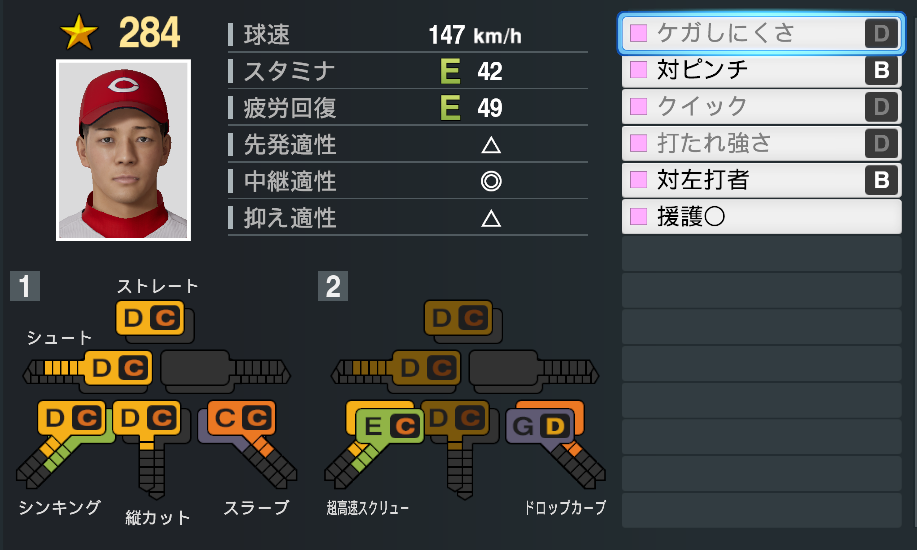 ★ 284
球速 147 km/h
スタミナ E 42
疲労回復 E 49
先発適性 △
中継適性 ◎
抑え適性 △
ケガしにくさ D
対ピンチ B
クイック D
打たれ強さ D
対左打者 B
援護〇
C
1
ストレート
D C
シュート
D C
D C
D C
C C
シンキング
縦カット
スラーブ
2
D C
D C
E C
D C
G D
超高速スクリュー
ドロップカーブ